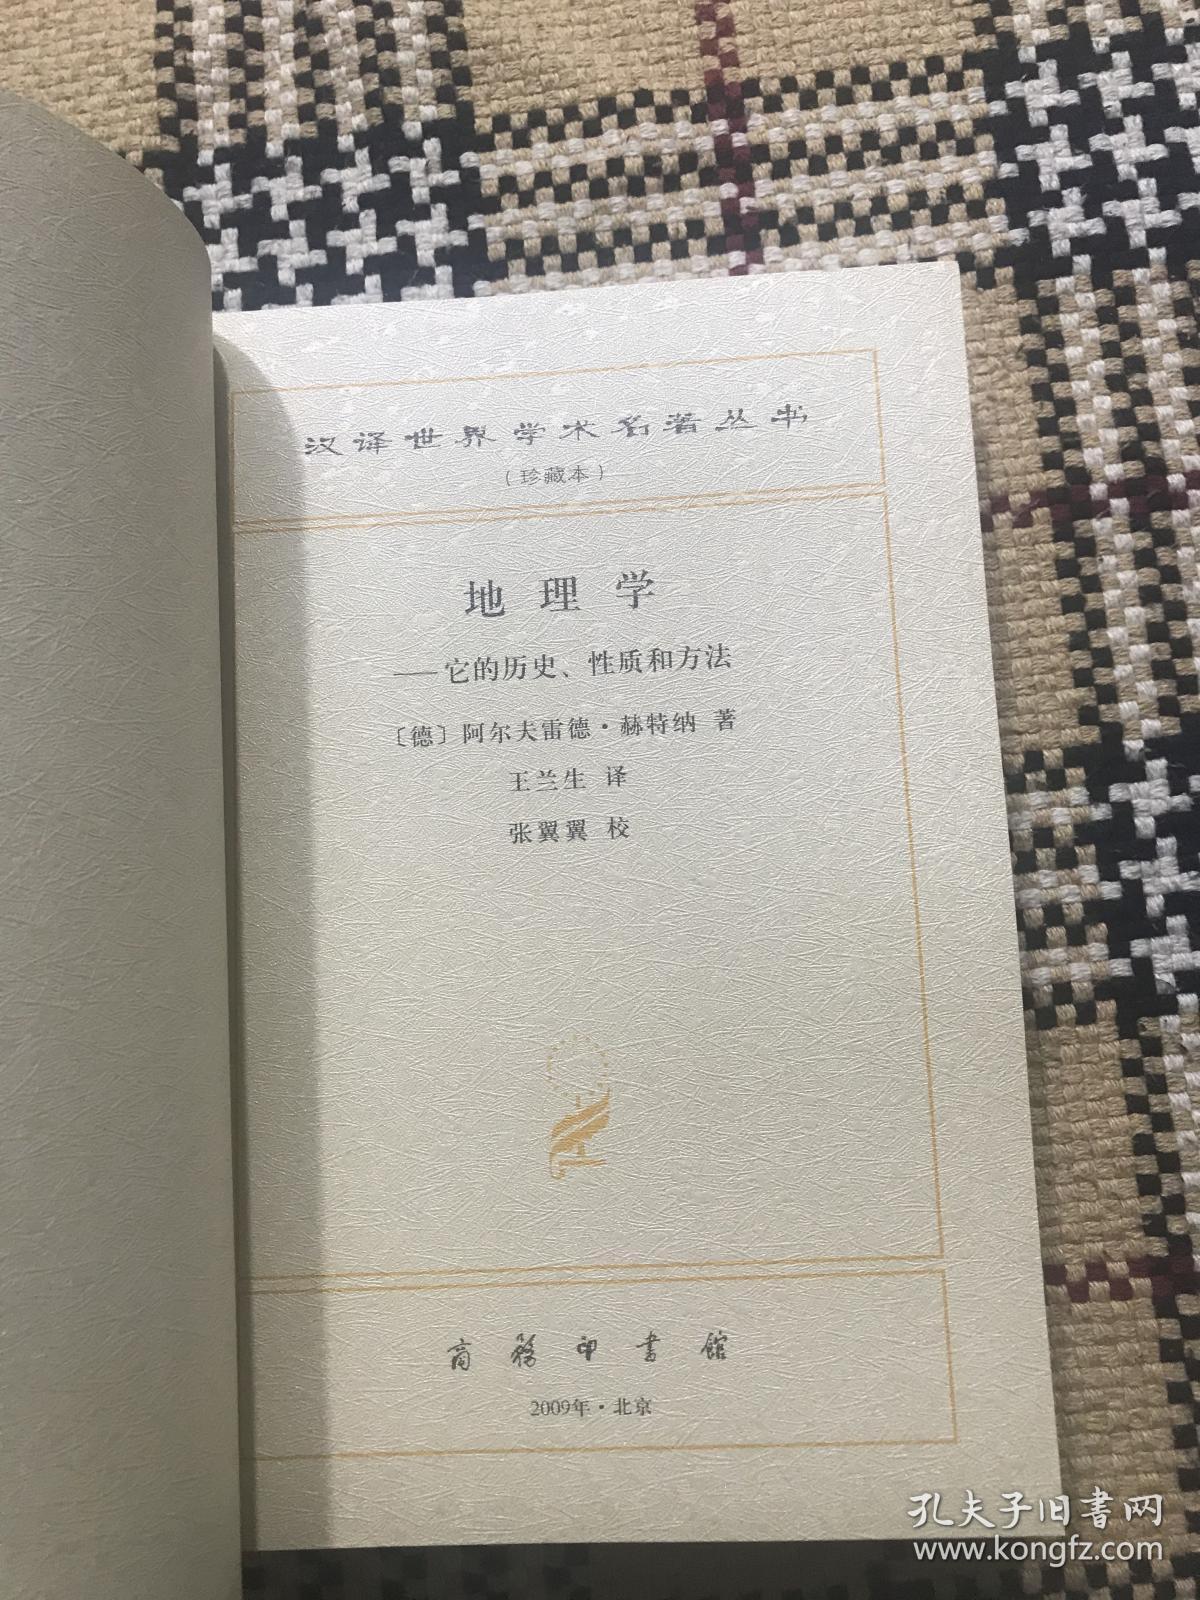 汉译世界学术名著丛书
（珍藏本）
地理学
——它的历史、性质和方法
〔德〕阿尔夫雷德·赫特纳 著
王兰生 译
张翼翼 校
商務印書館
2009年·北京
孔夫子旧書网
www.kongfz.com